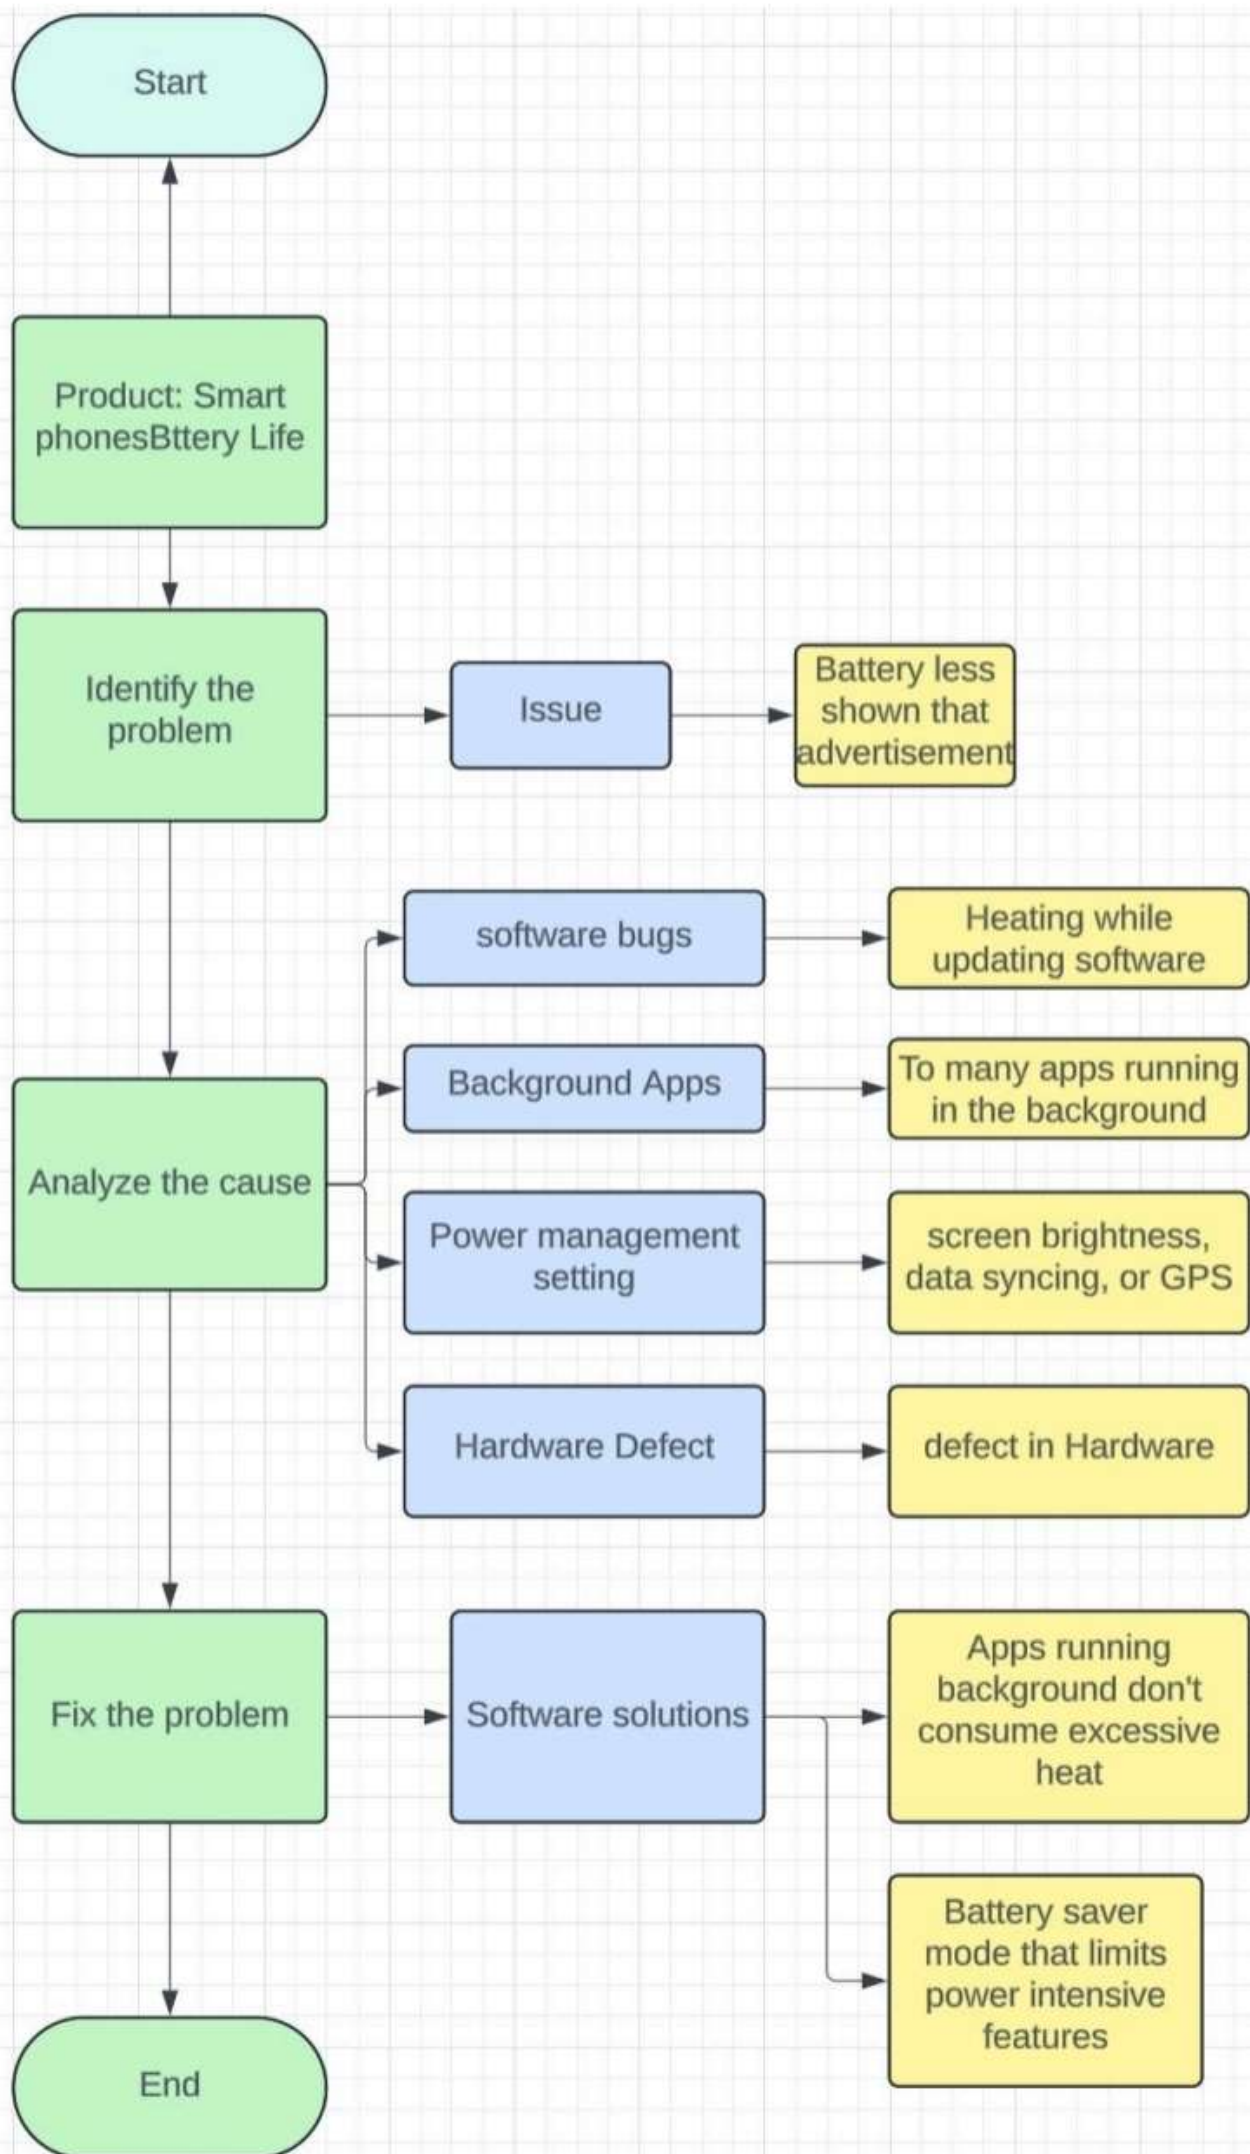 Start
Product: Smart
phonesBttery Life
Identify the
problem
Issue
Battery less
shown that
advertisement
software bugs
Heating while
updating software
Background Apps
To many apps running
in the background
Analyze the cause
Power management
setting
screen brightness,
data syncing, or GPS
Hardware Defect
defect in Hardware
Fix the problem
Software solutions
Apps running
background don't
consume excessive
heat
Battery saver
mode that limits
power intensive
features
End